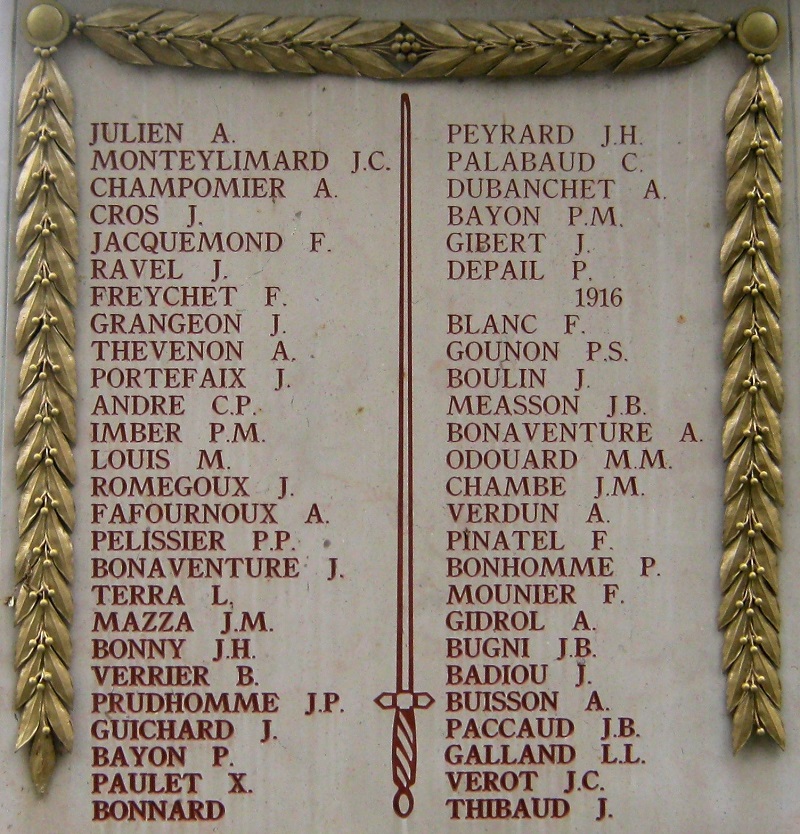 JULIEN A.
MONTEYLIMARD J.C.
CHAMPOMIER A.
CROS J.
JACQUEMOND F.
RAVEL J.
FREYCHET F.
GRANGEON J.
THEVENON A.
PORTEFAIX J.
ANDRE C.P.
IMBER P.M.
LOUIS M.
ROMEGOUX J.
FAFOURNOUX A.
PELISSIER P.P.
BONAVENTURE J.
TERRA L.
MAZZA J.M.
BONNY J.H.
VERRIER B.
PRUDHOMME J.P.
GUICHARD J.
BAYON P.
PAULET X.
BONNARD
PEYRARD J.H.
PALABAUD C.
DUBANCHET A.
BAYON P.M.
GIBERT J.
DEPAIL P.
1916
BLANC F.
GOUNON P.S.
BOULIN J.
MEASSON J.B.
BONAVENTURE A.
ODOUARD M.M.
CHAMBE J.M.
VERDUN A.
PINATEL F.
BONHOMME P.
MOUNIER F.
GIDROL A.
BUGNI J.B.
BADIOU J.
BUISSON A.
PACCAUD J.B.
GALLAND L.L.
VEROT J.C.
THIBAUD J.